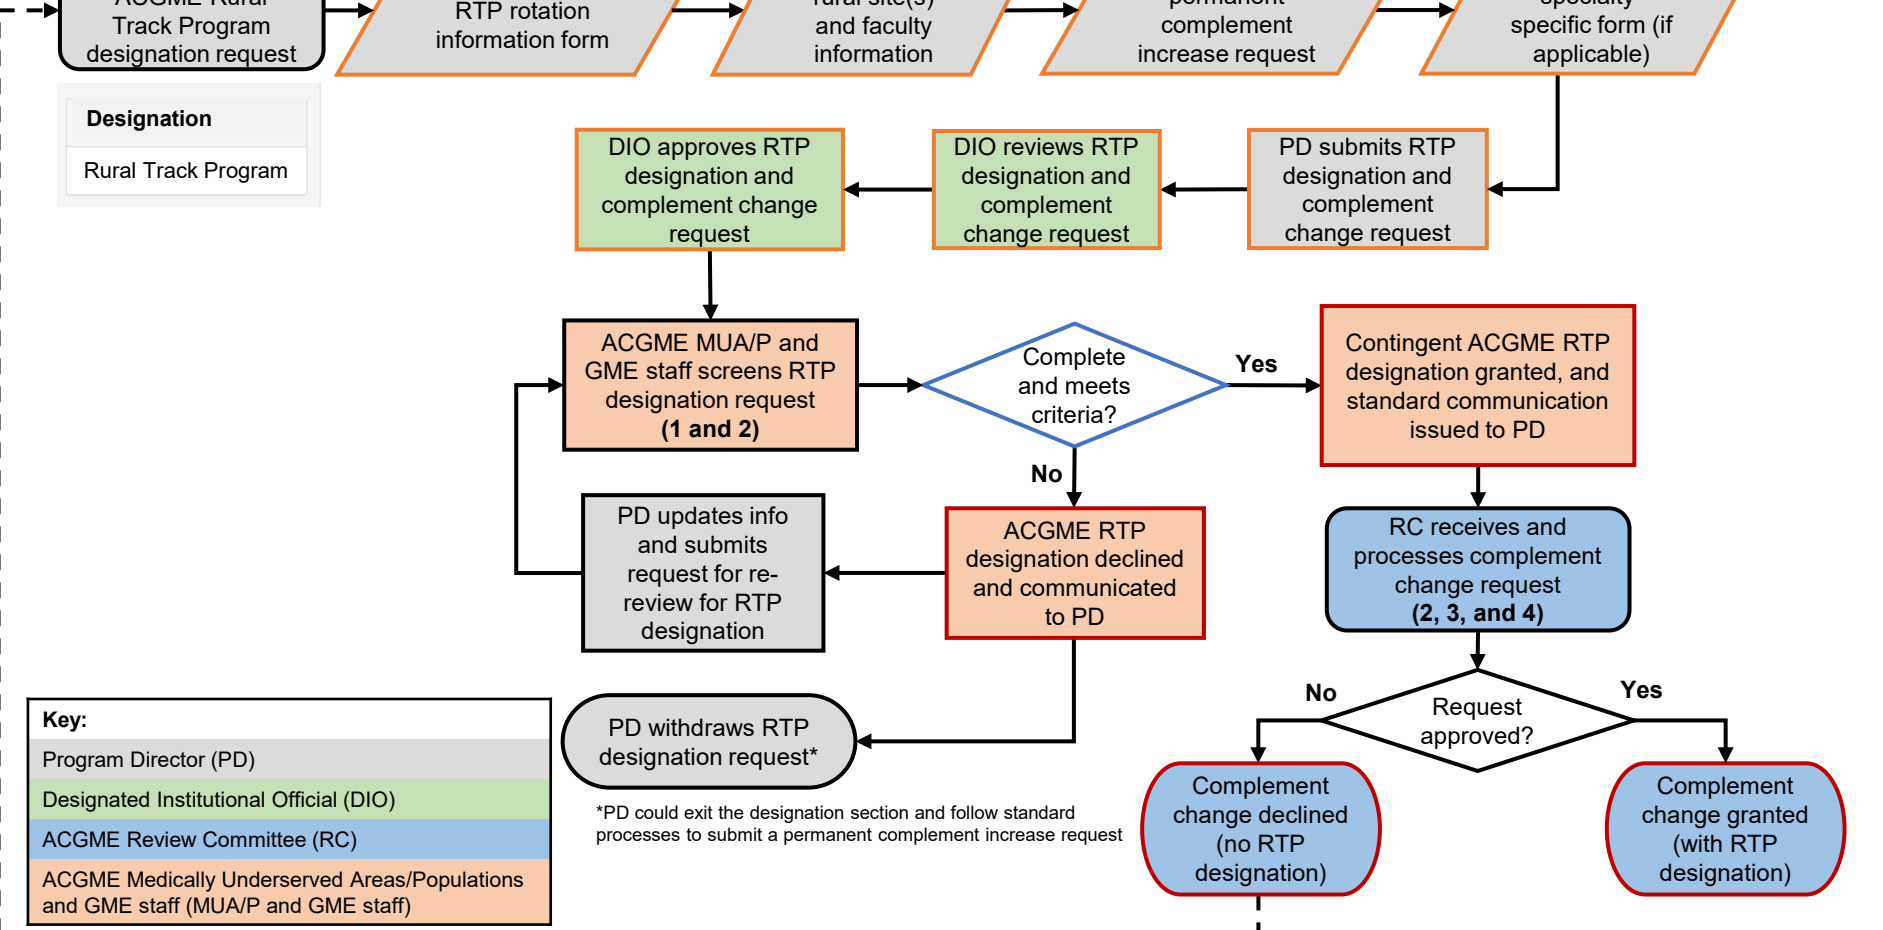 ACGME Rural
Track Program
designation request
RTP rotation
information form
rural site(s)
and faculty
information
permanent
complement
increase request
specialty
specific form (if
applicable)
Designation
Rural Track Program
DIO approves RTP
designation and
complement change
request
DIO reviews RTP
designation and
complement
change request
PD submits RTP
designation and
complement
change request
ACGME MUA/P and
GME staff screens RTP
designation request
(1 and 2)
Complete
and meets
criteria?
Yes
Contingent ACGME RTP
designation granted, and
standard communication
issued to PD
No
PD updates info
and submits
request for re-
review for RTP
designation
ACGME RTP
designation declined
and communicated
to PD
RC receives and
processes complement
change request
(2, 3, and 4)
No
Request
approved?
Yes
Key:
Program Director (PD)
Designated Institutional Official (DIO)
ACGME Review Committee (RC)
ACGME Medically Underserved Areas/Populations
and GME staff (MUA/P and GME staff)
PD withdraws RTP
designation request*
*PD could exit the designation section and follow standard
processes to submit a permanent complement increase request
Complement
change declined
(no RTP
designation)
Complement
change granted
(with RTP
designation)